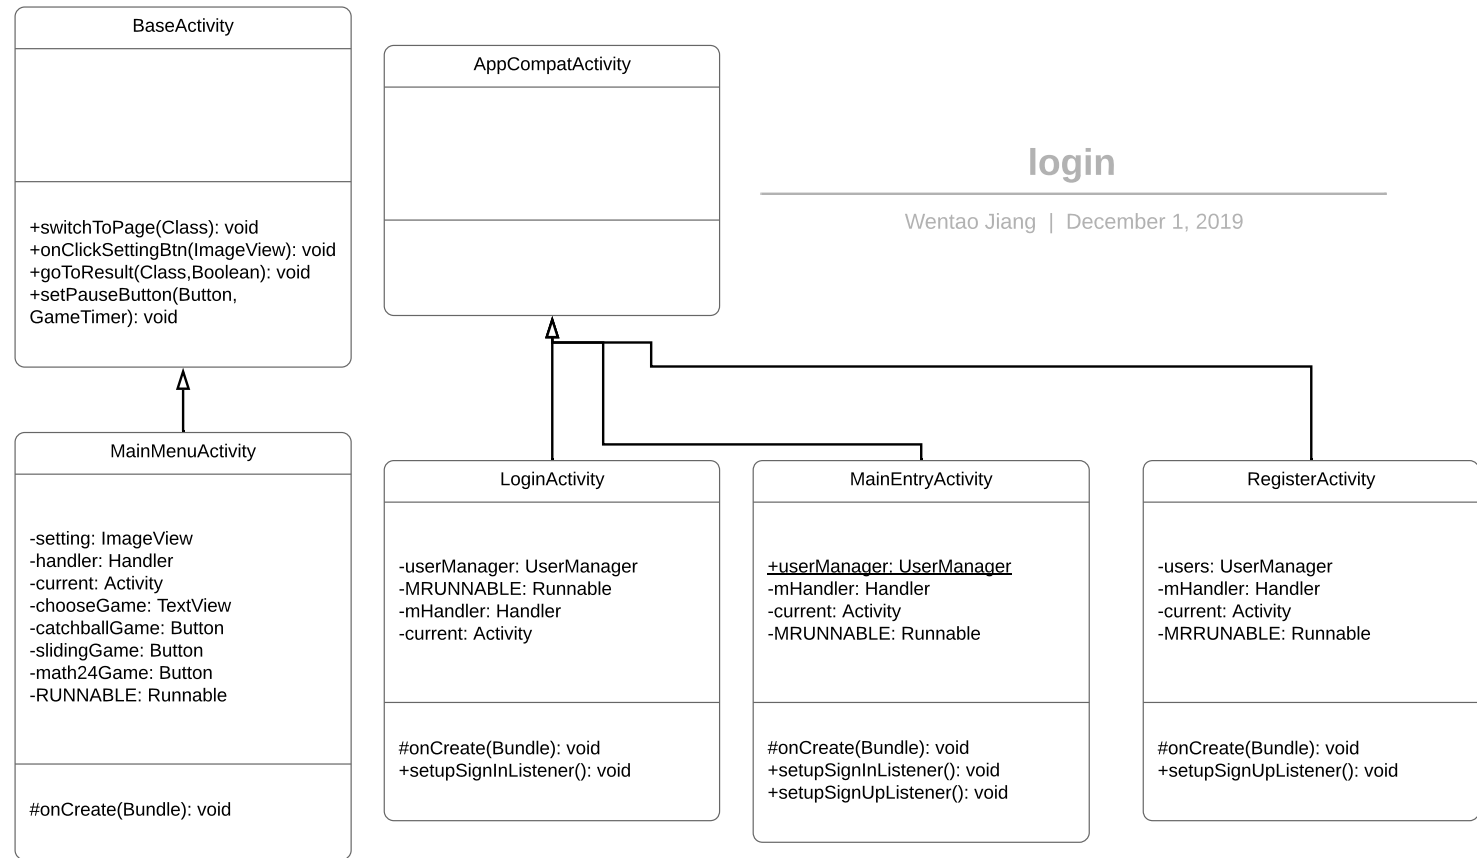 BaseActivity
+switchToPage(Class): void
+onClickSettingBtn(ImageView): void
+goToResult(Class,Boolean): void
+setPauseButton(Button,
GameTimer): void
AppCompatActivity
login
Wentao Jiang | December 1, 2019
MainMenuActivity
-setting: ImageView
-handler: Handler
-current: Activity
-chooseGame: TextView
-catchballGame: Button
-slidingGame: Button
-math24Game: Button
-RUNNABLE: Runnable
#onCreate(Bundle): void
LoginActivity
-userManager: UserManager
-MRUNNABLE: Runnable
-mHandler: Handler
-current: Activity
#onCreate(Bundle): void
+setupSignInListener(): void
MainEntryActivity
+userManager: UserManager
-mHandler: Handler
-current: Activity
-MRUNNABLE: Runnable
#onCreate(Bundle): void
+setupSignInListener(): void
+setupSignUpListener(): void
RegisterActivity
-users: UserManager
-mHandler: Handler
-current: Activity
-MRRUNABLE: Runnable
#onCreate(Bundle): void
+setupSignUpListener(): void